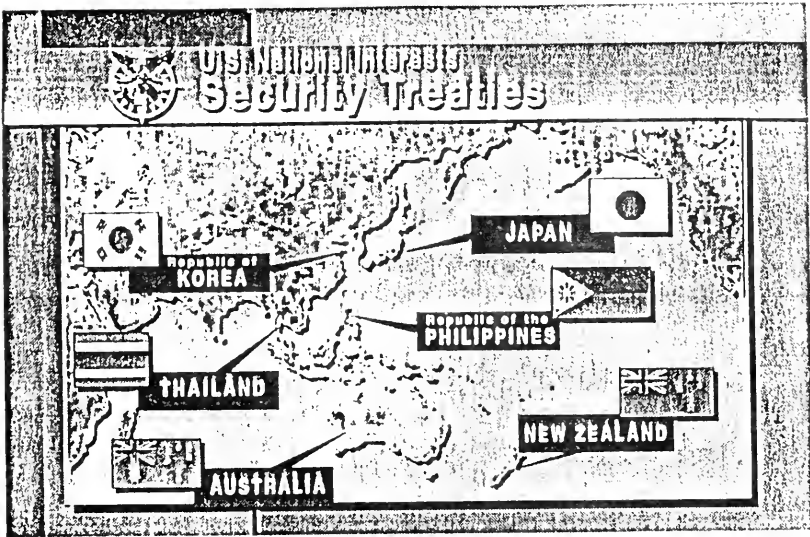 U.S. National Interests
Security Treaties
JAPAN
Republic of
KOREA
Republic of the
PHILIPPINES
THAILAND
NEW ZEALAND
AUSTRALIA